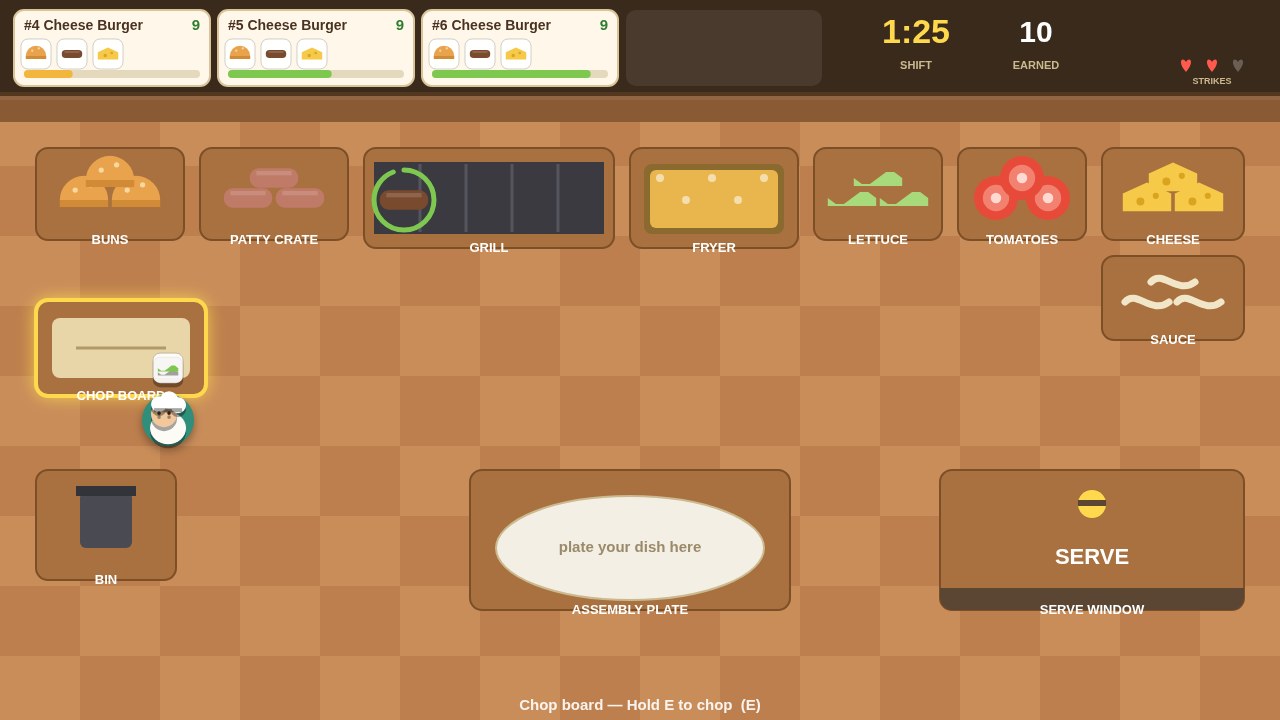 #4 Cheese Burger 9
#5 Cheese Burger 9
#6 Cheese Burger 9
1:25
SHIFT
10
EARNED
STRIKES
BUNS
PATTY CRATE
GRILL
FRYER
LETTUCE
TOMATOES
CHEESE
SAUCE
CHOP BOARD
BIN
plate your dish here
ASSEMBLY PLATE
SERVE
SERVE WINDOW
Chop board — Hold E to chop (E)